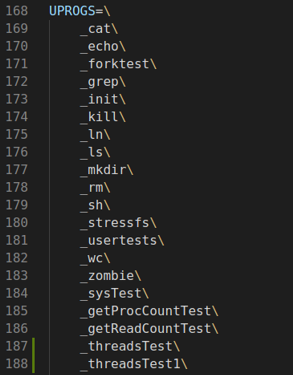 168 UPROGS=\
169 _cat\
170 _echo\
171 _forktest\
172 _grep\
173 _init\
174 _kill\
175 _ln\
176 _ls\
177 _mkdir\
178 _rm\
179 _sh\
180 _stressfs\
181 _usertests\
182 _wc\
183 _zombie\
184 _sysTest\
185 _getProcCountTest\
186 _getReadCountTest\
187 _threadsTest\
188 _threadsTest1\